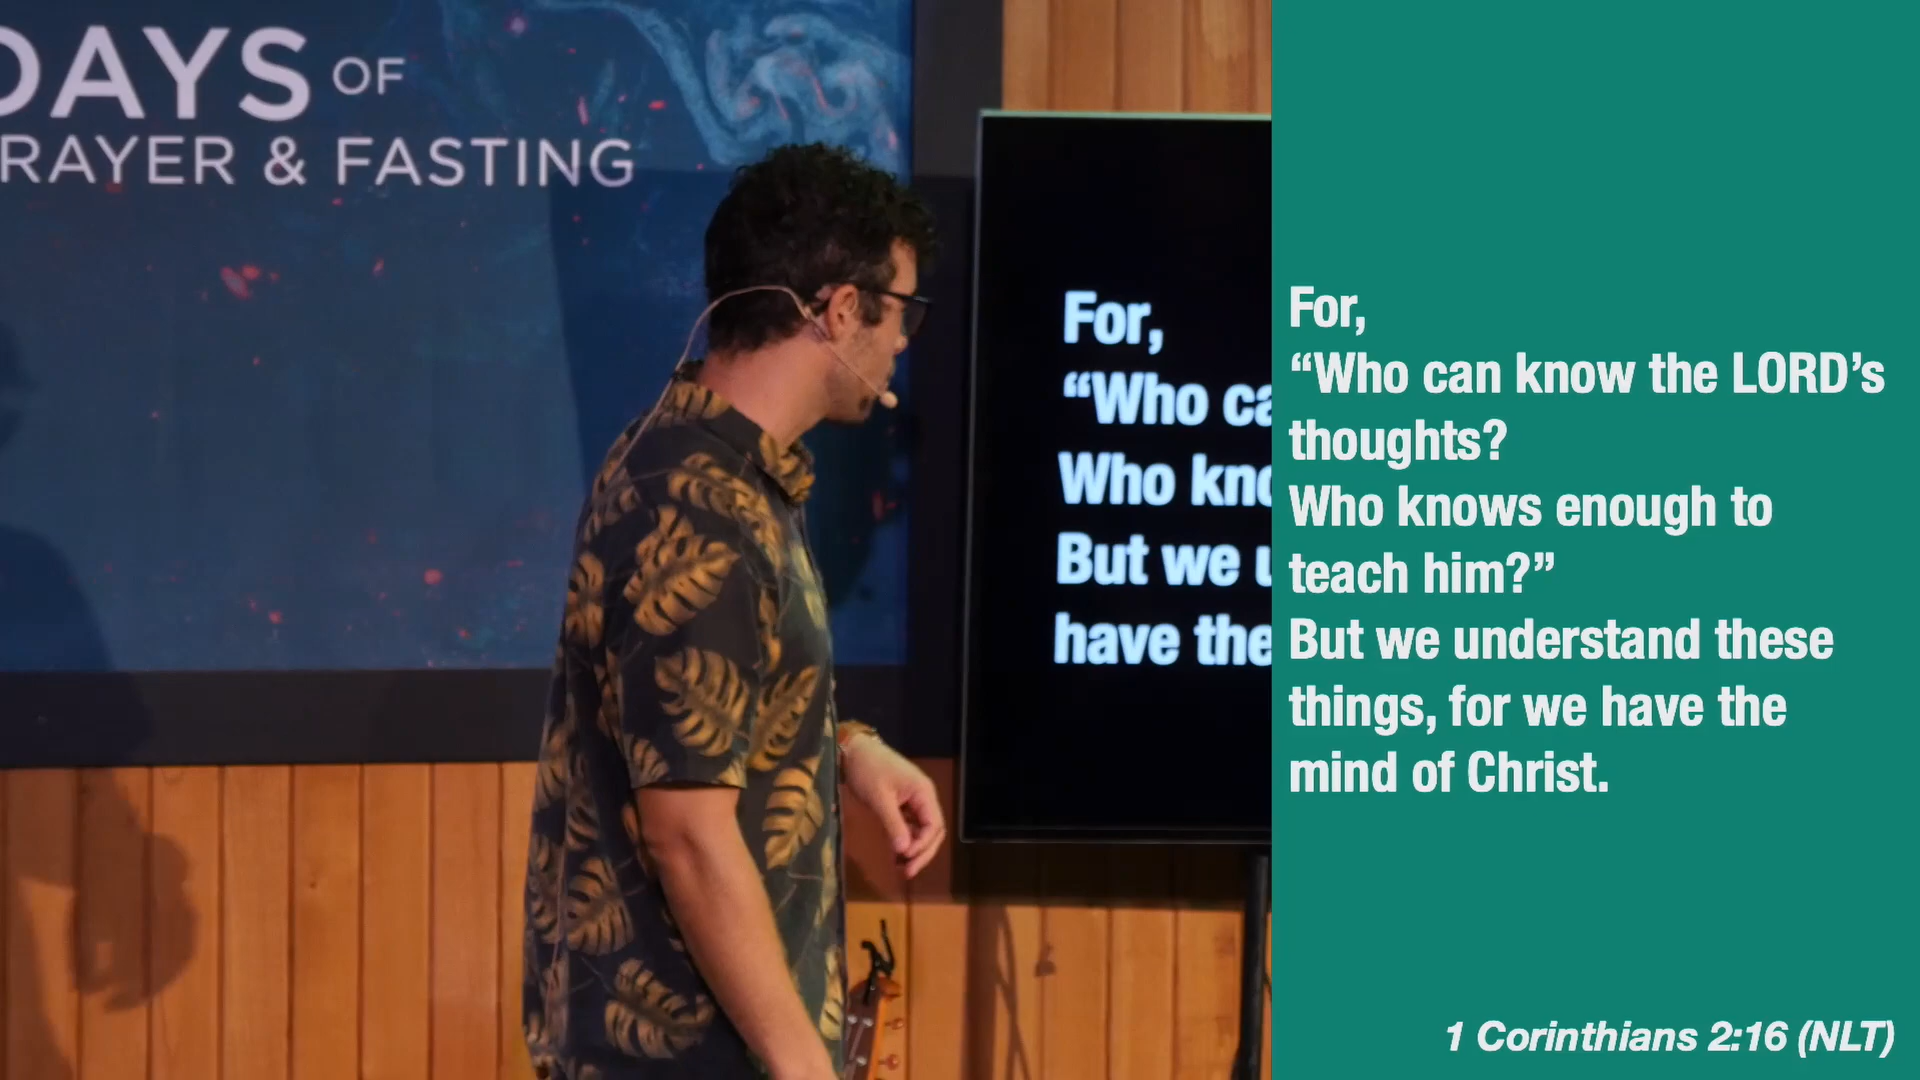 DAYS OF
RAYER & FASTING
For,
“Who ca
Who kno
But we u
have the
For,
“Who can know the LORD’s
thoughts?
Who knows enough to
teach him?”
But we understand these
things, for we have the
mind of Christ.
1 Corinthians 2:16 (NLT)